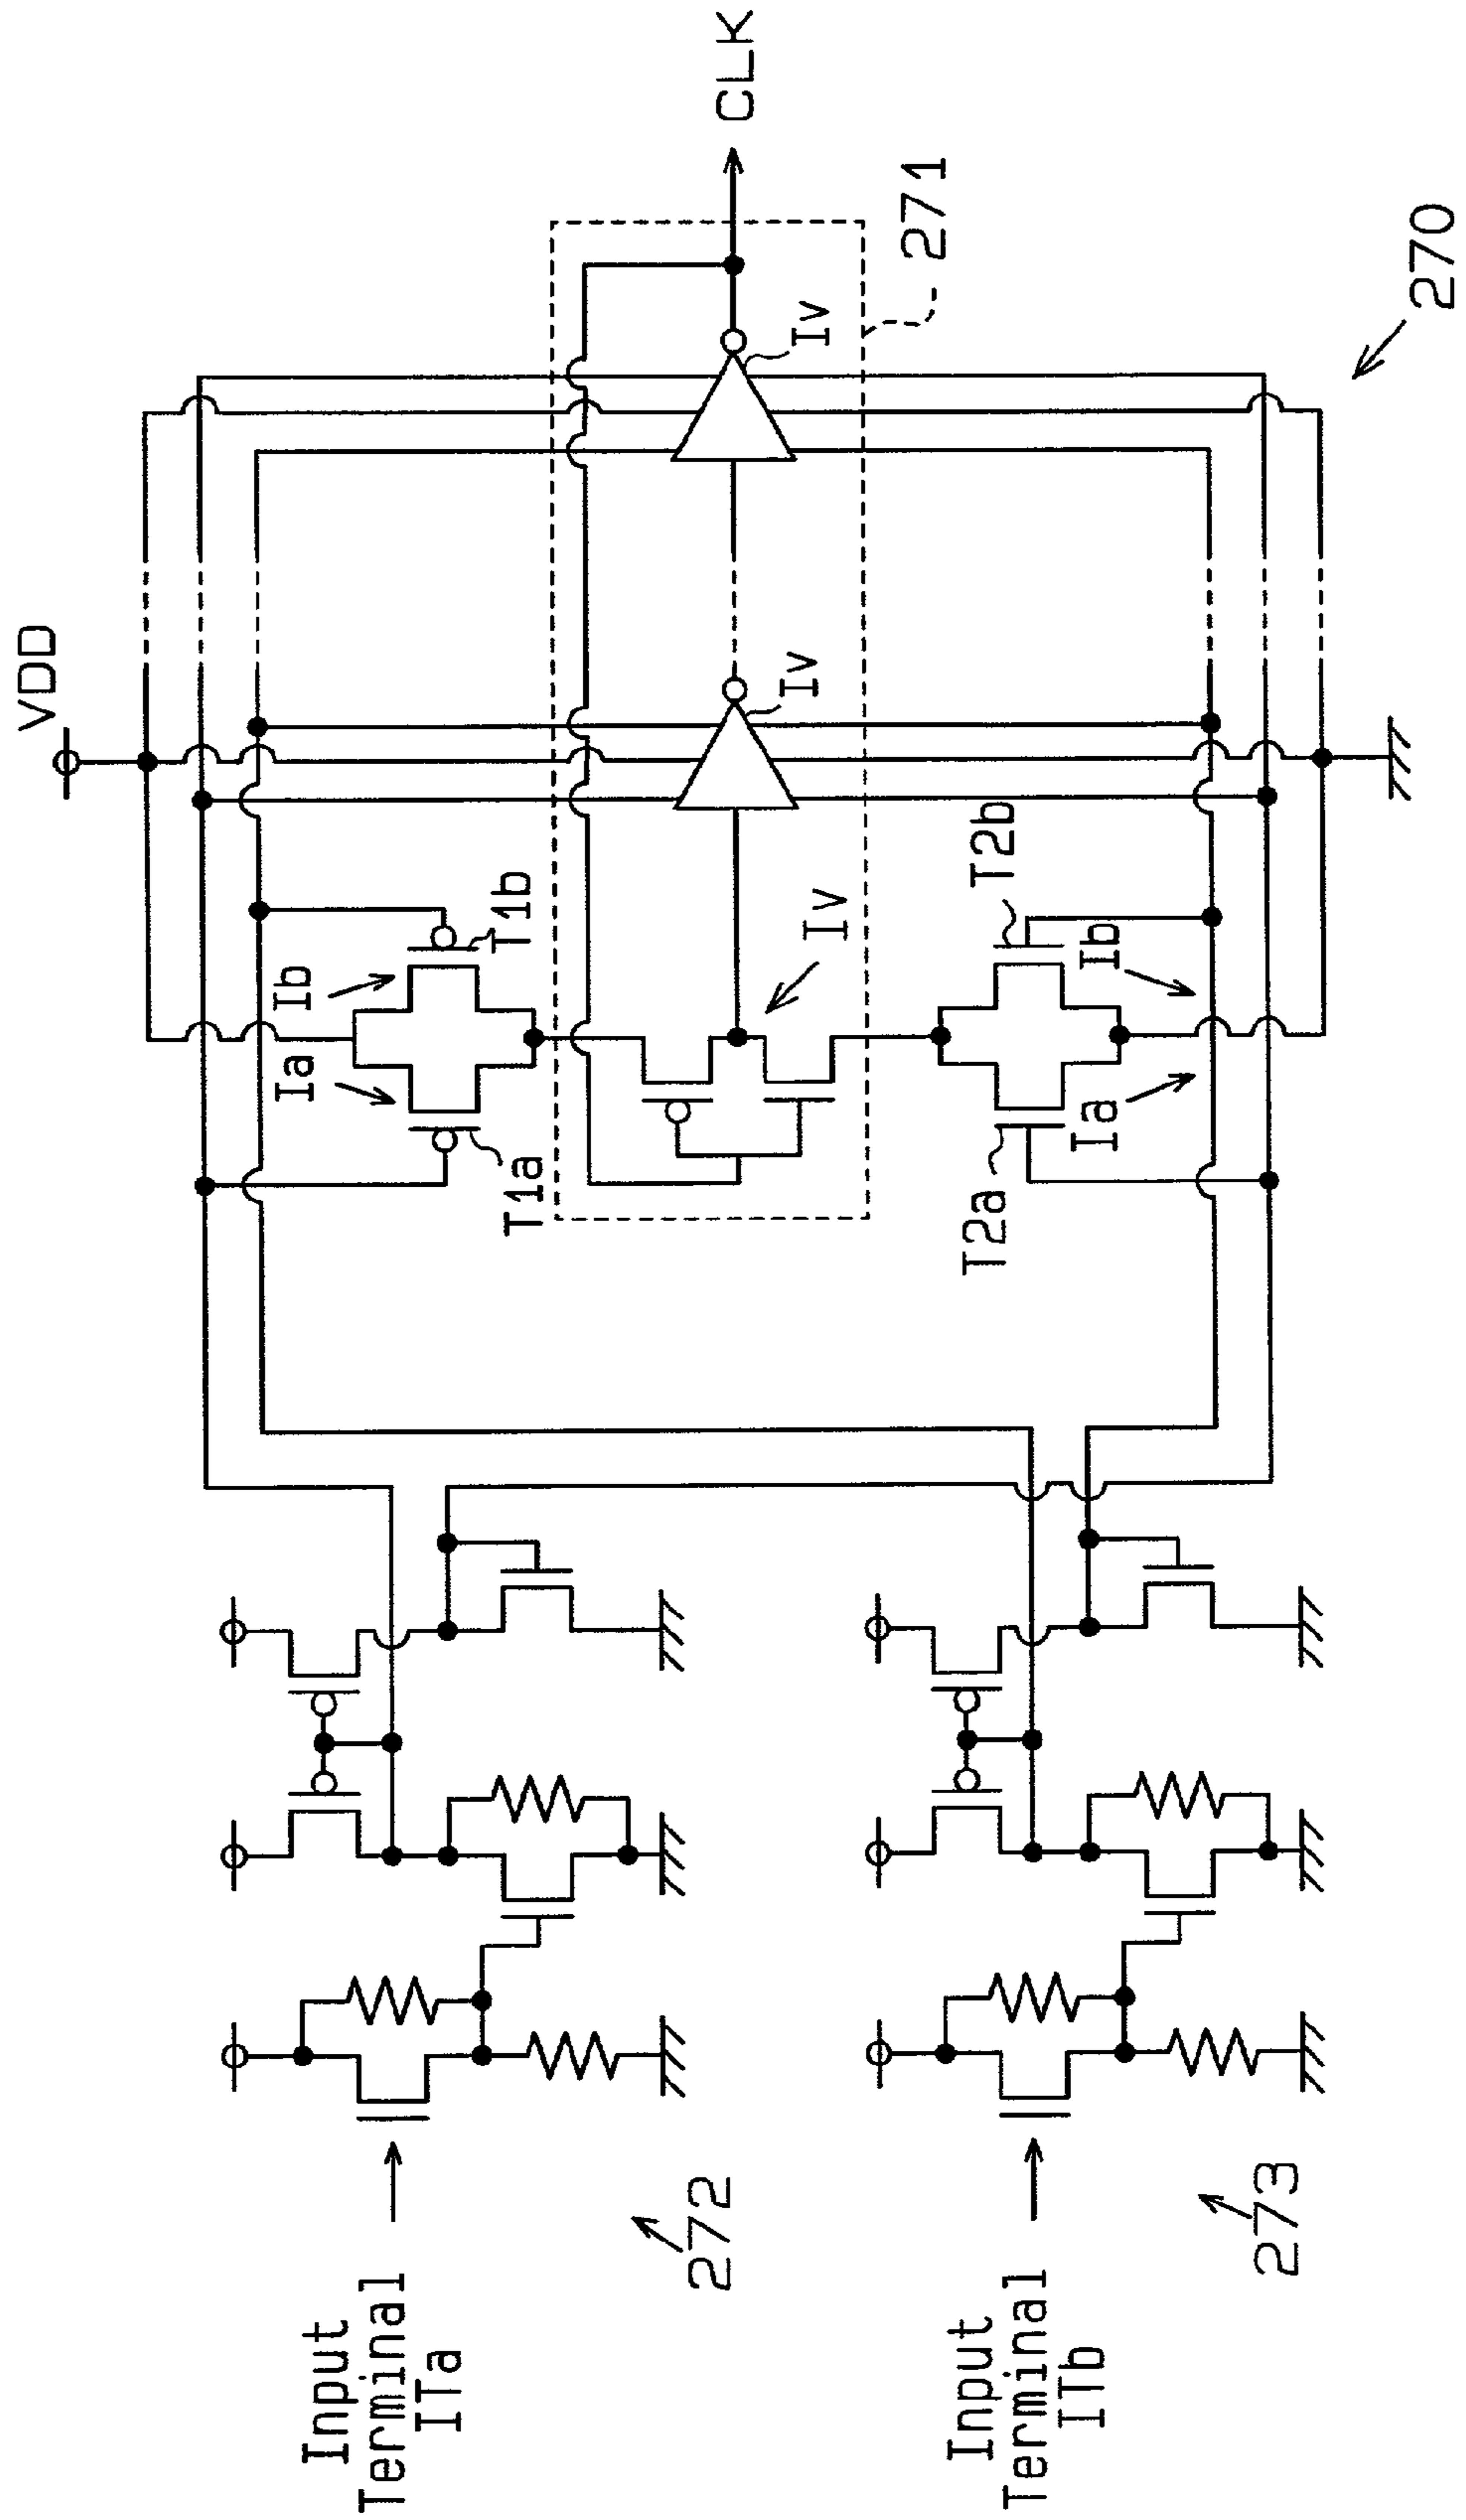 VDD
CLK
Input
Terminal
ITa
272
Input
Terminal
ITb
273
T1a
T1b
Ia
Ib
Iv
Iv
Iv
T2a
T2b
Ia
Ib
271
270